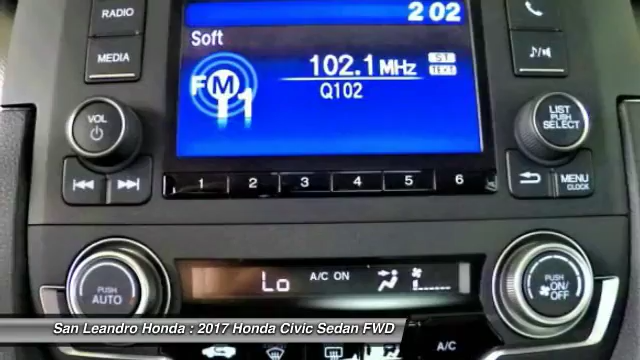 RADIO
MEDIA
2 02
Soft
FM1
102.1 MHz
ST
TEXT
Q102
VOL
LIST
PUSH
SELECT
1 2 3 4 5 6
MENU
CLOCK
PUSH
AUTO
Lo
A/C ON
PUSH
ON/
OFF
A/C
San Leandro Honda : 2017 Honda Civic Sedan FWD